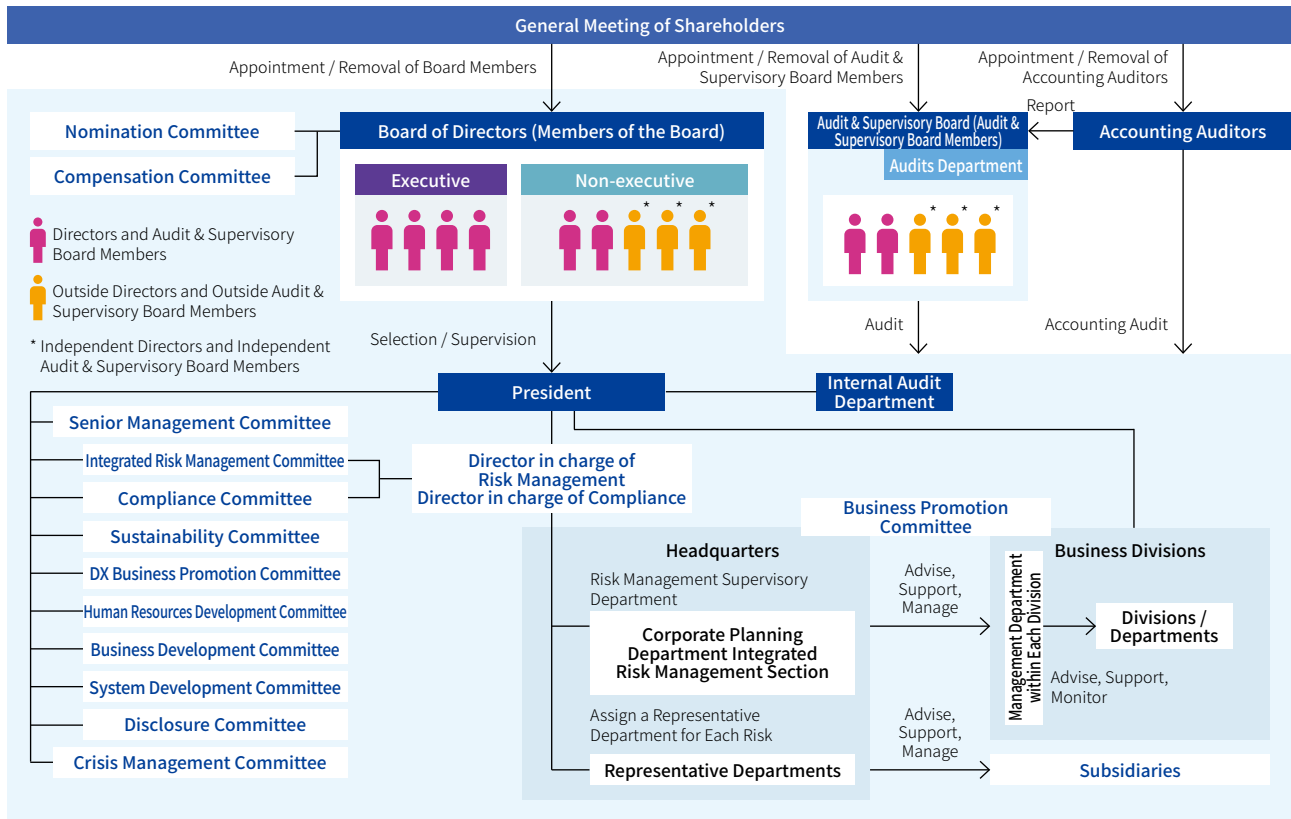 General Meeting of Shareholders
Appointment / Removal of Board Members
Appointment / Removal of Audit &
Supervisory Board Members
Appointment / Removal of
Accounting Auditors
Report
Nomination Committee
Compensation Committee
Board of Directors (Members of the Board)
Executive
Non-executive
* * *
Audit & Supervisory Board (Audit &
Supervisory Board Members)
Audits Department
* * *
Accounting Auditors
Directors and Audit & Supervisory
Board Members
Outside Directors and Outside Audit &
Supervisory Board Members
* Independent Directors and Independent
Audit & Supervisory Board Members
Selection / Supervision
Audit
Accounting Audit
President
Internal Audit
Department
Senior Management Committee
Integrated Risk Management Committee
Compliance Committee
Sustainability Committee
DX Business Promotion Committee
Human Resources Development Committee
Business Development Committee
System Development Committee
Disclosure Committee
Crisis Management Committee
Director in charge of
Risk Management
Director in charge of Compliance
Business Promotion
Committee
Headquarters
Risk Management Supervisory
Department
Corporate Planning
Department Integrated
Risk Management Section
Assign a Representative
Department for Each Risk
Representative Departments
Advise,
Support,
Manage
Advise,
Support,
Manage
Business Divisions
Management Department
within Each Division
Divisions /
Departments
Advise, Support,
Monitor
Subsidiaries